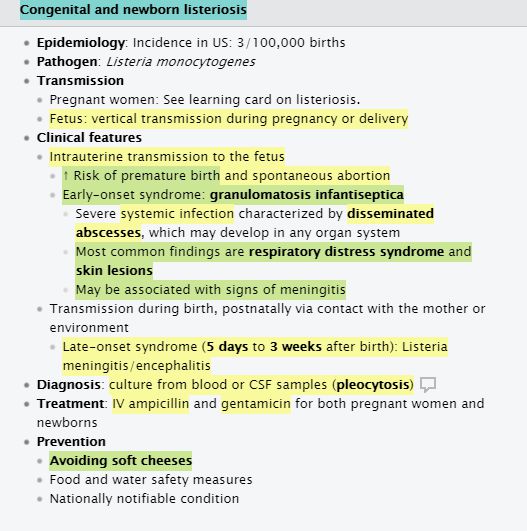 Congenital and newborn listeriosis
Epidemiology: Incidence in US: 3/100,000 births
Pathogen: Listeria monocytogenes
Transmission
Pregnant women: See learning card on listeriosis.
Fetus: vertical transmission during pregnancy or delivery
Clinical features
Intrauterine transmission to the fetus
↑ Risk of premature birth and spontaneous abortion
Early-onset syndrome: granulomatosis infantiseptica
Severe systemic infection characterized by disseminated
abscesses, which may develop in any organ system
Most common findings are respiratory distress syndrome and
skin lesions
May be associated with signs of meningitis
Transmission during birth, postnatally via contact with the mother or
environment
Late-onset syndrome (5 days to 3 weeks after birth): Listeria
meningitis/encephalitis
Diagnosis: culture from blood or CSF samples (pleocytosis)
Treatment: IV ampicillin and gentamicin for both pregnant women and
newborns
Prevention
Avoiding soft cheeses
Food and water safety measures
Nationally notifiable condition